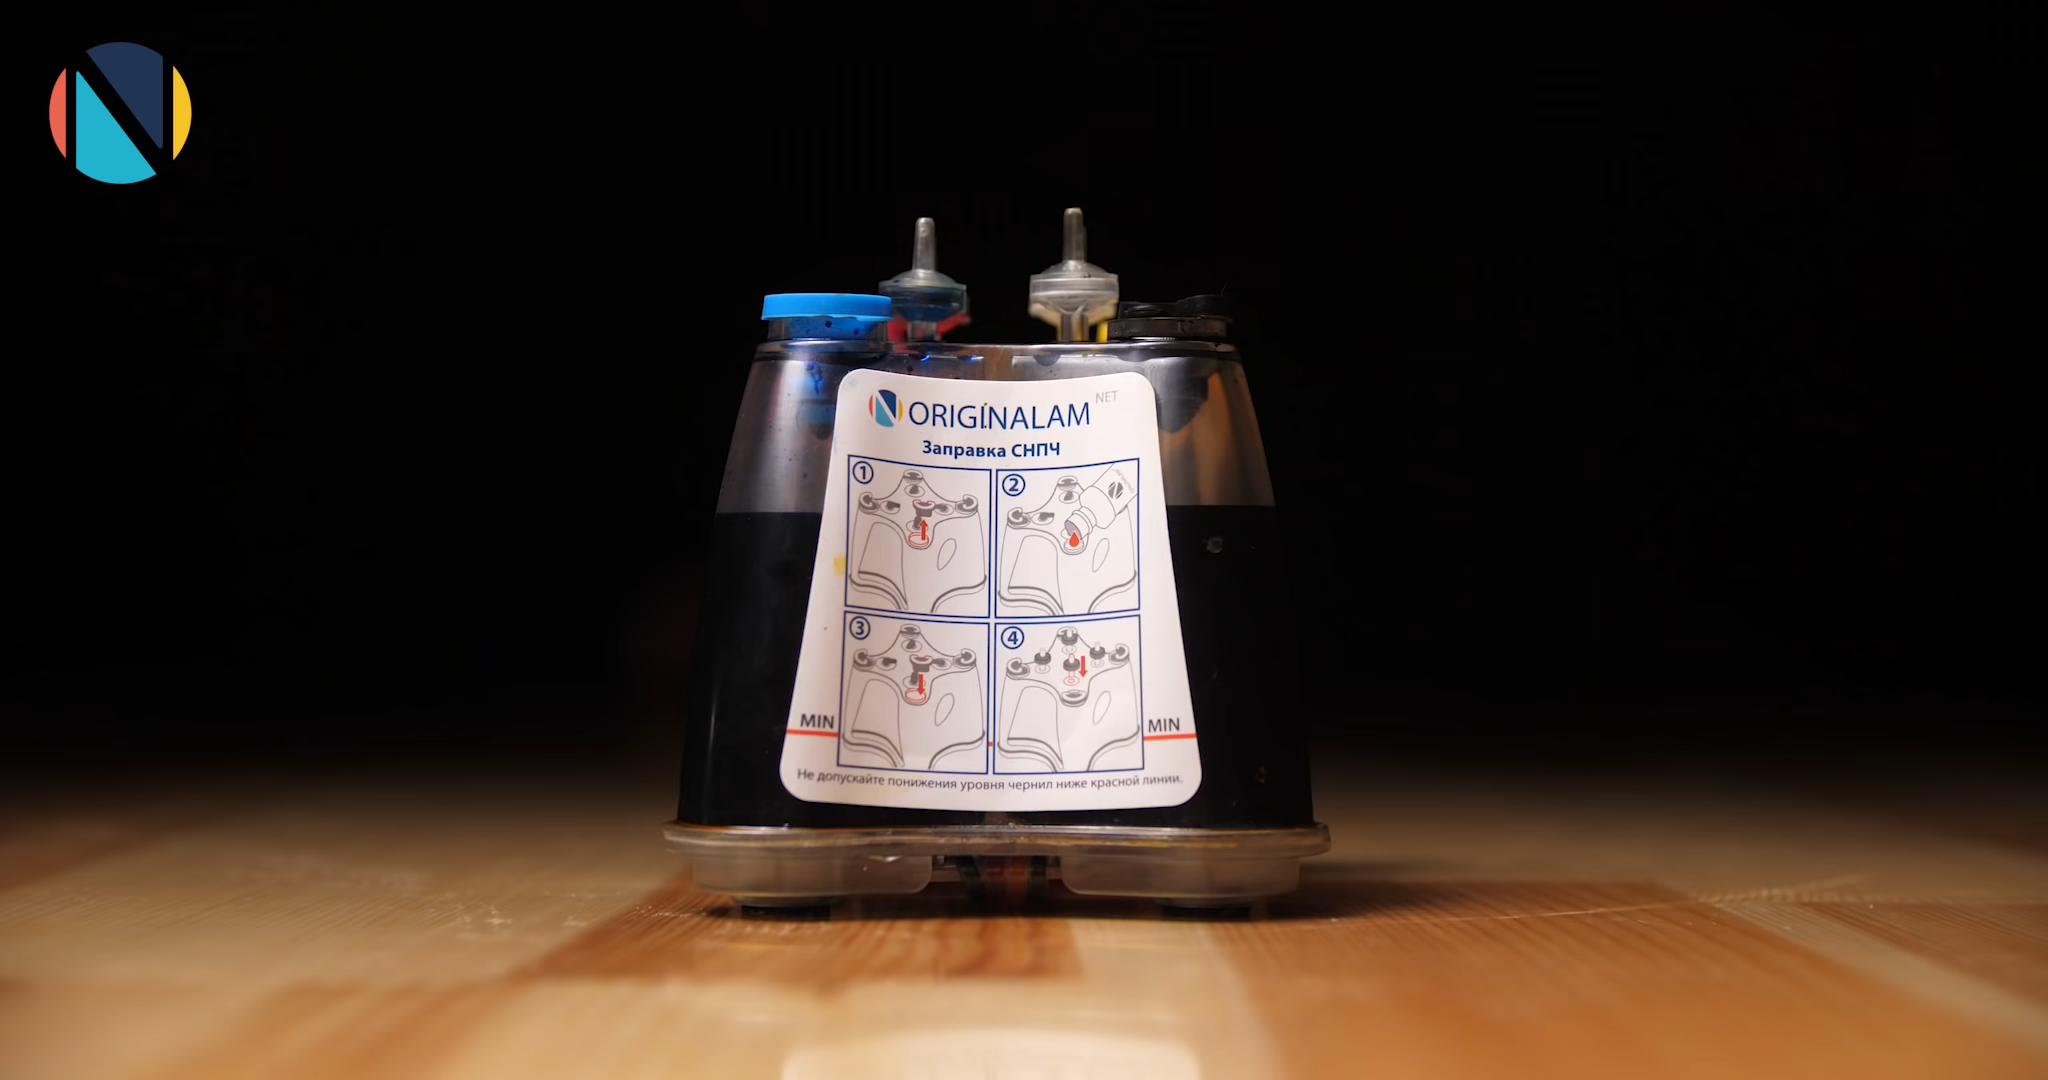 ORIGINALAM NET
Заправка СНПЧ
1
2
3
4
MIN
MIN
Не допускайте понижения уровня чернил ниже красной линии.